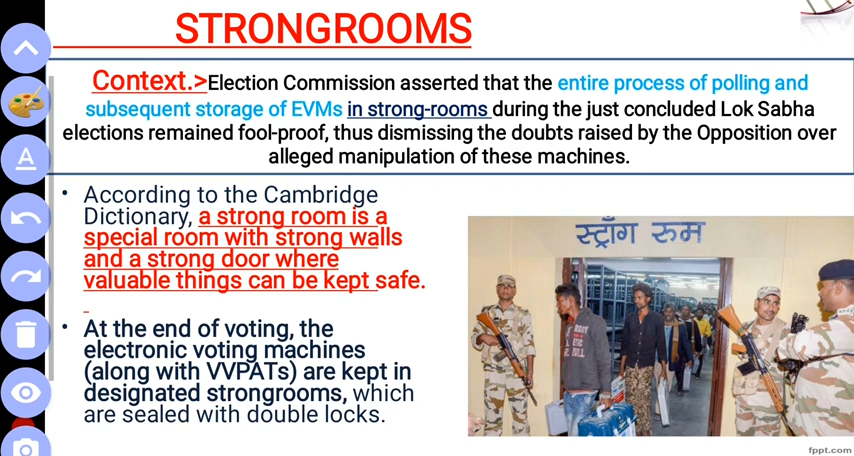 STRONGROOMS
Context.>Election Commission asserted that the entire process of polling and
subsequent storage of EVMs in strong-rooms during the just concluded Lok Sabha
elections remained fool-proof, thus dismissing the doubts raised by the Opposition over
alleged manipulation of these machines.
• According to the Cambridge
Dictionary, a strong room is a
special room with strong walls
and a strong door where
valuable things can be kept safe.
• At the end of voting, the
electronic voting machines
(along with VVPATs) are kept in
designated strongrooms, which
are sealed with double locks.
स्ट्रॉंग रुम
A
fppt.com